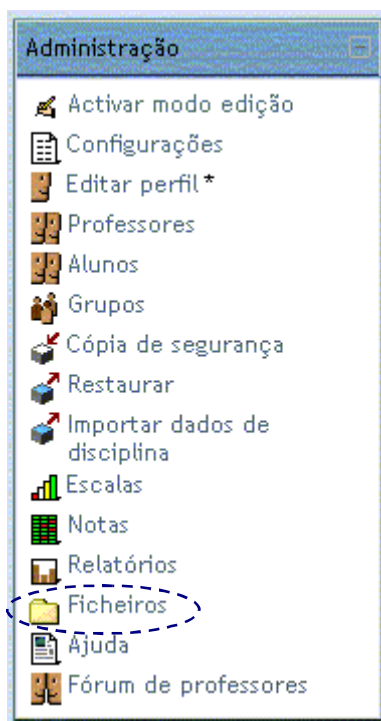 Administração
Activar modo edição
Configurações
Editar perfil*
Professores
Alunos
Grupos
Cópia de segurança
Restaurar
Importar dados de
disciplina
Escalas
Notas
Relatórios
Ficheiros
Ajuda
Fórum de professores